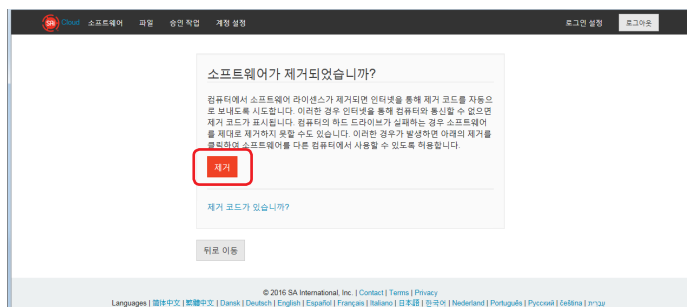 SAi Cloud 소프트웨어 파일 승인 작업 계정 설정 로그인 설정 로그아웃
소프트웨어가 제거되었습니까?
컴퓨터에서 소프트웨어 라이센스가 제거되면 인터넷을 통해 제거 코드를 자동으
로 보내도록 시도합니다. 이러한 경우 인터넷을 통해 컴퓨터와 통신할 수 없으면
제거 코드가 표시됩니다. 컴퓨터의 하드 드라이브가 실패하는 경우 소프트웨어
를 제대로 제거하지 못할 수도 있습니다. 이러한 경우가 발생하면 아래의 제거를
클릭하여 소프트웨어를 다른 컴퓨터에서 사용할 수 있도록 허용합니다.
제거
제거 코드가 있습니까?
뒤로 이동
© 2016 SA International, Inc. | Contact | Terms | Privacy
Languages | 简体中文 | 繁體中文 | Dansk | Deutsch | English | Español | Français | Italiano | 日本語 | 한국어 | Nederland | Português | Русский | čeština | עברית